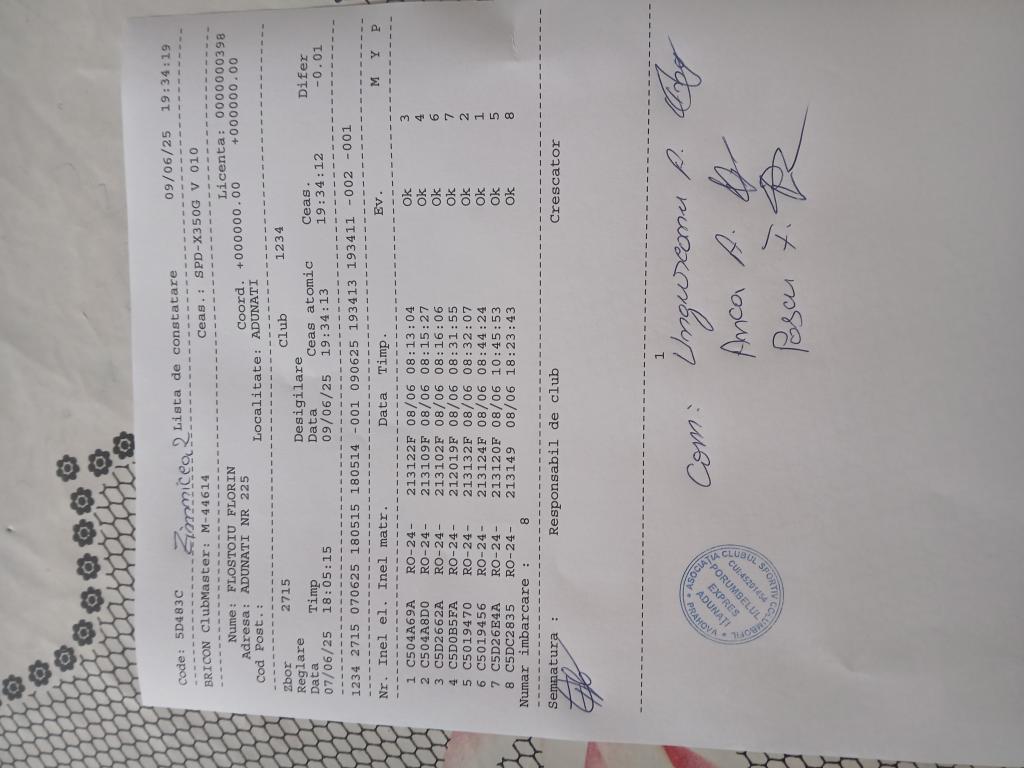 Code: 5D483C Zimnicea 2 Lista de constatare 09/06/25 19:34:19
BRICON ClubMaster: M-44614 Ceas.: SPD-X350G V 010
Nume: FLOSTOIU FLORIN Licenta: 0000000398
Adresa: ADUNATI NR 225 Coord. +000000.00 +000000.00
Cod Post.: Localitate: ADUNATI
Zbor 2715 Club 1234
Reglare Desigilare
Data Timp Data Ceas atomic Ceas. Difer
07/06/25 18:05:15 09/06/25 19:34:13 19:34:12 -0.01
1234 2715 070625 180515 180514 -001 090625 193413 193411 -002 -001
Nr. Inel el. Inel matr. Data Timp. Ev. M Y P
1 C504A69A RO-24- 213122F 08/06 08:13:04 Ok 3
2 C504A8D0 RO-24- 213109F 08/06 08:15:27 Ok 4
3 C5D2662A RO-24- 213102F 08/06 08:16:06 Ok 6
4 C5D0B5FA RO-24- 212019F 08/06 08:31:55 Ok 7
5 C5019470 RO-24- 213132F 08/06 08:32:07 Ok 2
6 C5019456 RO-24- 213124F 08/06 08:44:24 Ok 1
7 C5D26B4A RO-24- 213120F 08/06 10:45:53 Ok 5
8 C5DC2835 RO-24- 213149 08/06 18:23:43 Ok 8
Numar imbarcare : 8
Semnatura : Responsabil de club Crescator
1
Com: Ungureanu R.
Anca A.
Posea F.
ASOCIAȚIA CLUBUL SPORTIV COLUMBOFIL * PRAHOVA *
PORUMBELUL
EXPRES
ADUNAȚI